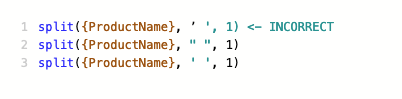 1 split({ProductName}, ’ ', 1) <- INCORRECT
2 split({ProductName}, " ", 1)
3 split({ProductName}, ' ', 1)